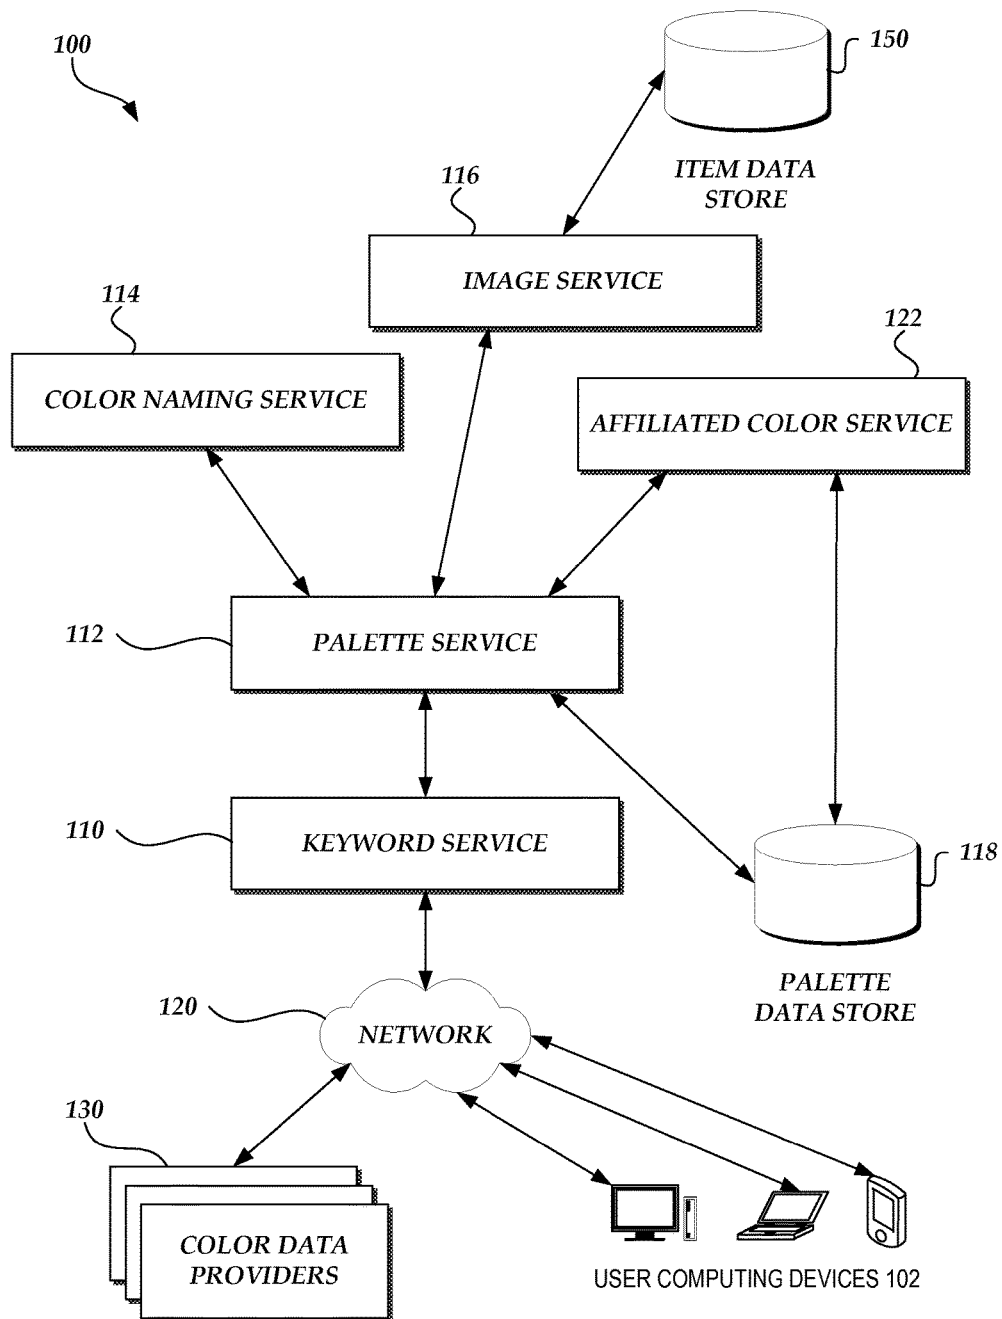 100
150
ITEM DATA
STORE
116
IMAGE SERVICE
114
COLOR NAMING SERVICE
122
AFFILIATED COLOR SERVICE
112
PALETTE SERVICE
110
KEYWORD SERVICE
118
PALETTE
DATA STORE
120
NETWORK
130
COLOR DATA
PROVIDERS
USER COMPUTING DEVICES 102